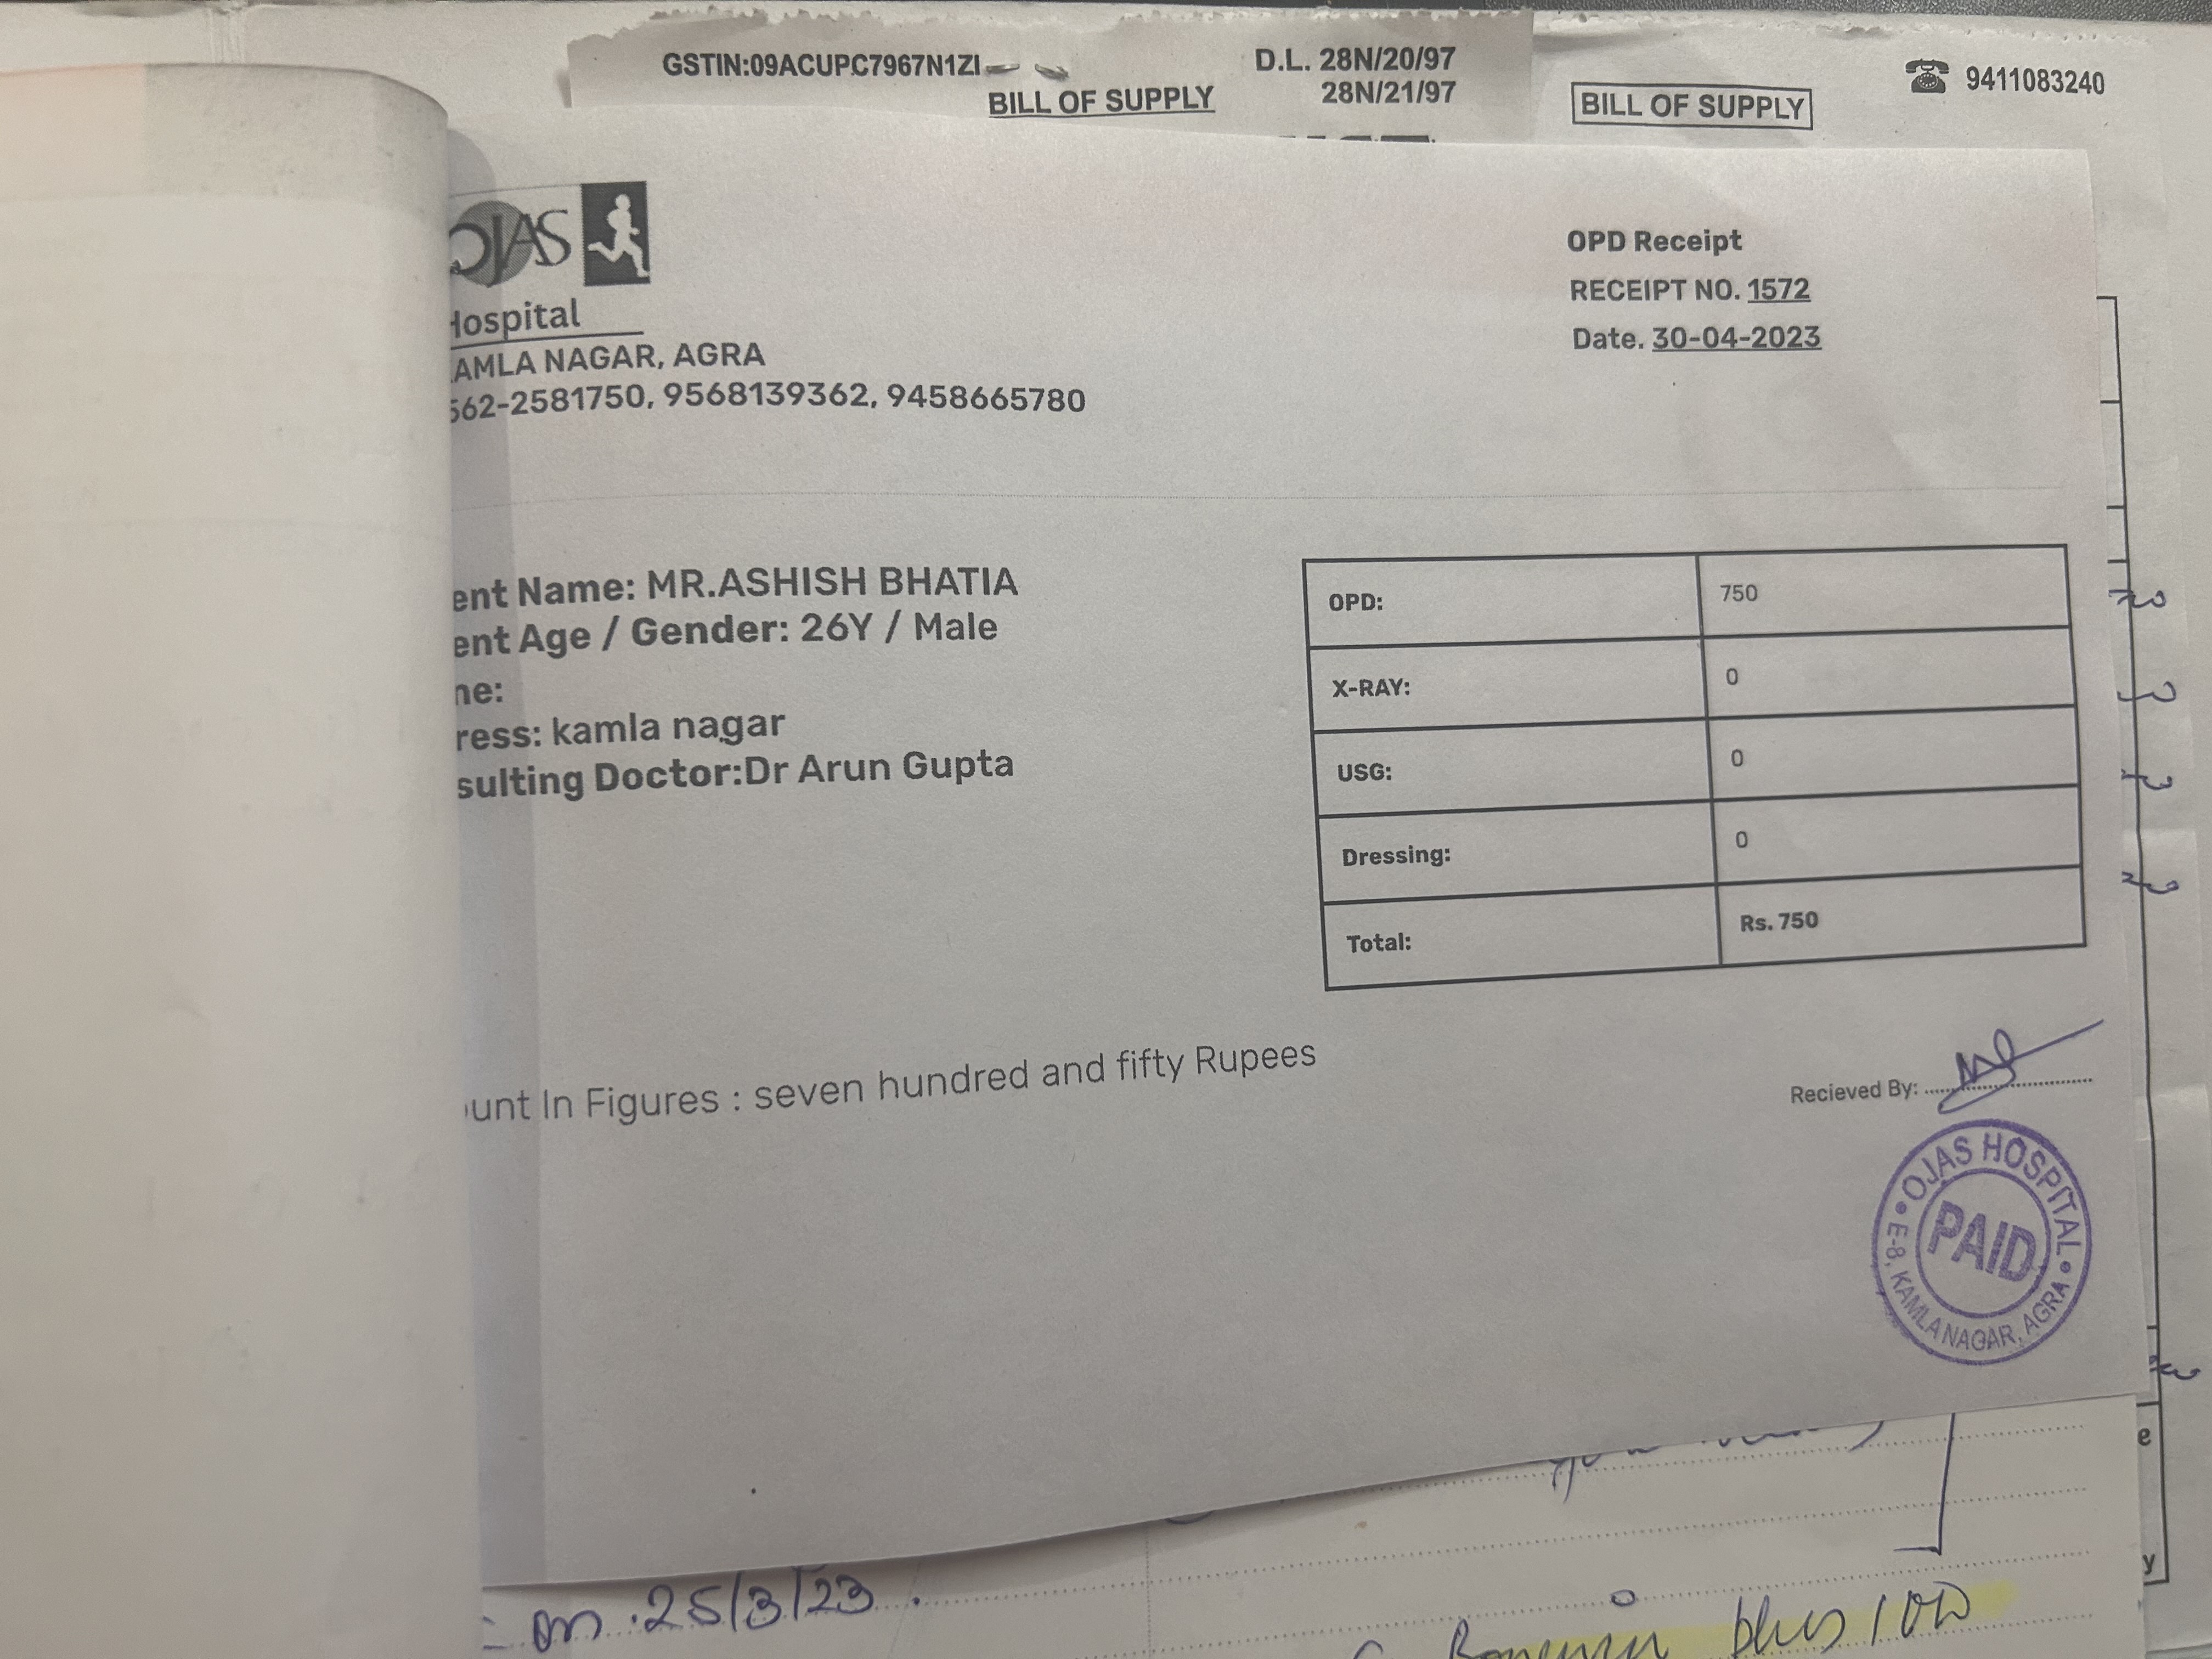 GSTIN:09ACUPC7967N1ZI
D.L. 28N/20/97
28N/21/97
BILL OF SUPPLY
BILL OF SUPPLY
9411083240
OJAS
Hospital
AMLA NAGAR, AGRA
562-2581750, 9568139362, 9458665780
OPD Receipt
RECEIPT NO. 1572
Date. 30-04-2023
ent Name: MR.ASHISH BHATIA
ent Age / Gender: 26Y / Male
ne:
ress: kamla nagar
sulting Doctor:Dr Arun Gupta
OPD: 750
X-RAY: 0
USG: 0
Dressing: 0
Total: Rs. 750
unt In Figures : seven hundred and fifty Rupees
Recieved By:
OJAS HOSPITAL
E-8, KAMLA NAGAR, AGRA
PAID
e
y